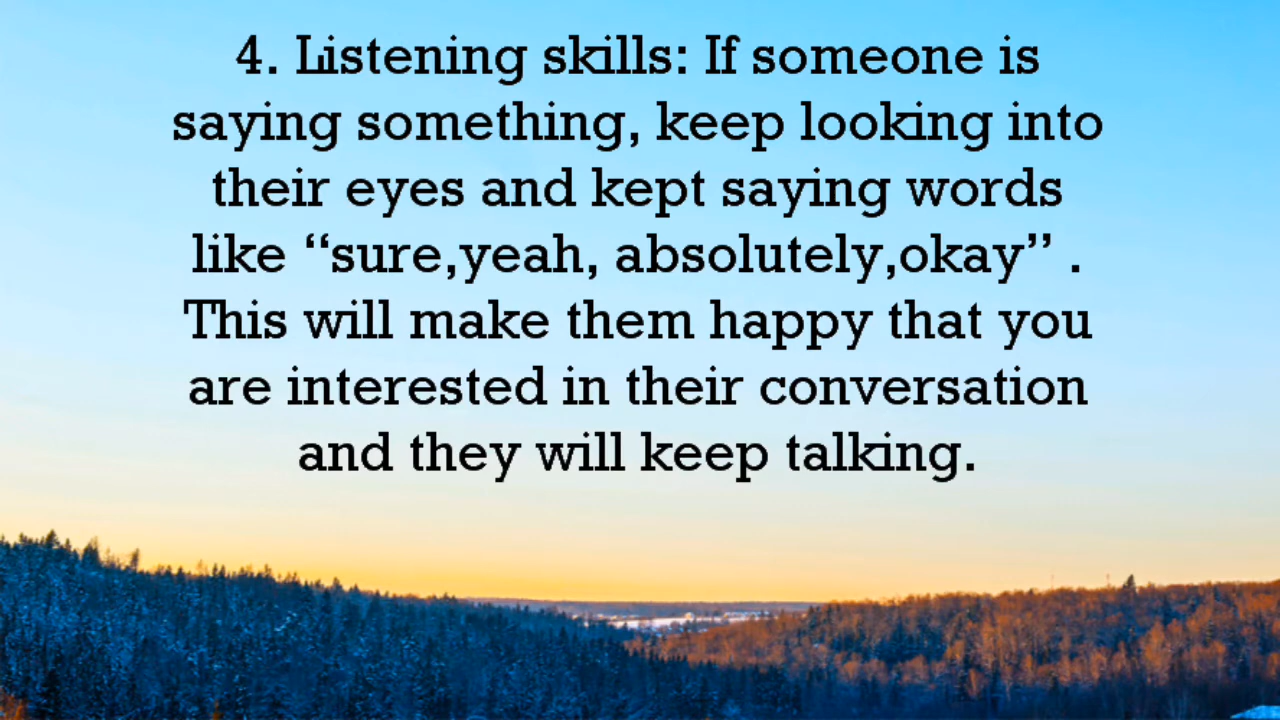 4. Listening skills: If someone is
saying something, keep looking into
their eyes and kept saying words
like “sure,yeah, absolutely,okay” .
This will make them happy that you
are interested in their conversation
and they will keep talking.